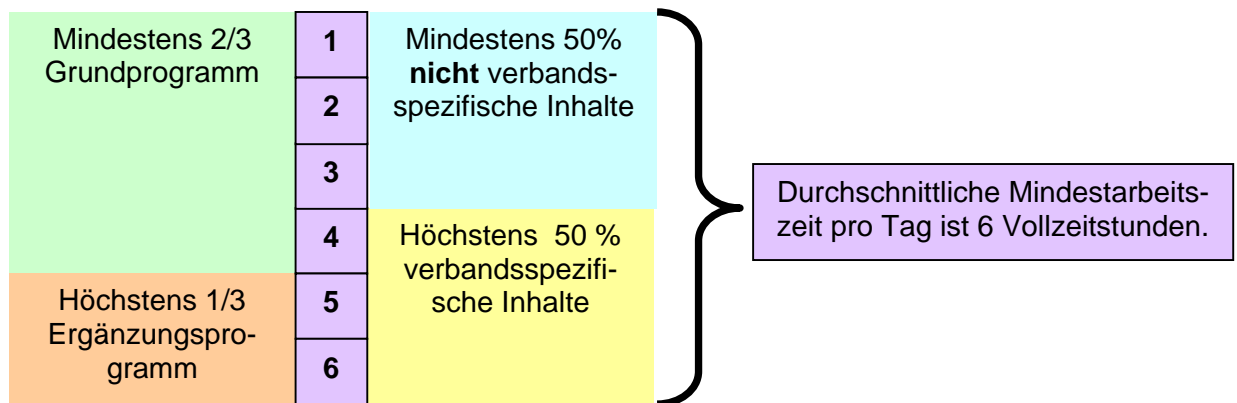 Mindestens 2/3
Grundprogramm
Höchstens 1/3
Ergänzungspro-
gramm
1
2
3
4
5
6
Mindestens 50%
nicht verbands-
spezifische Inhalte
Höchstens 50 %
verbandsspezifi-
sche Inhalte
Durchschnittliche Mindestarbeits-
zeit pro Tag ist 6 Vollzeitstunden.